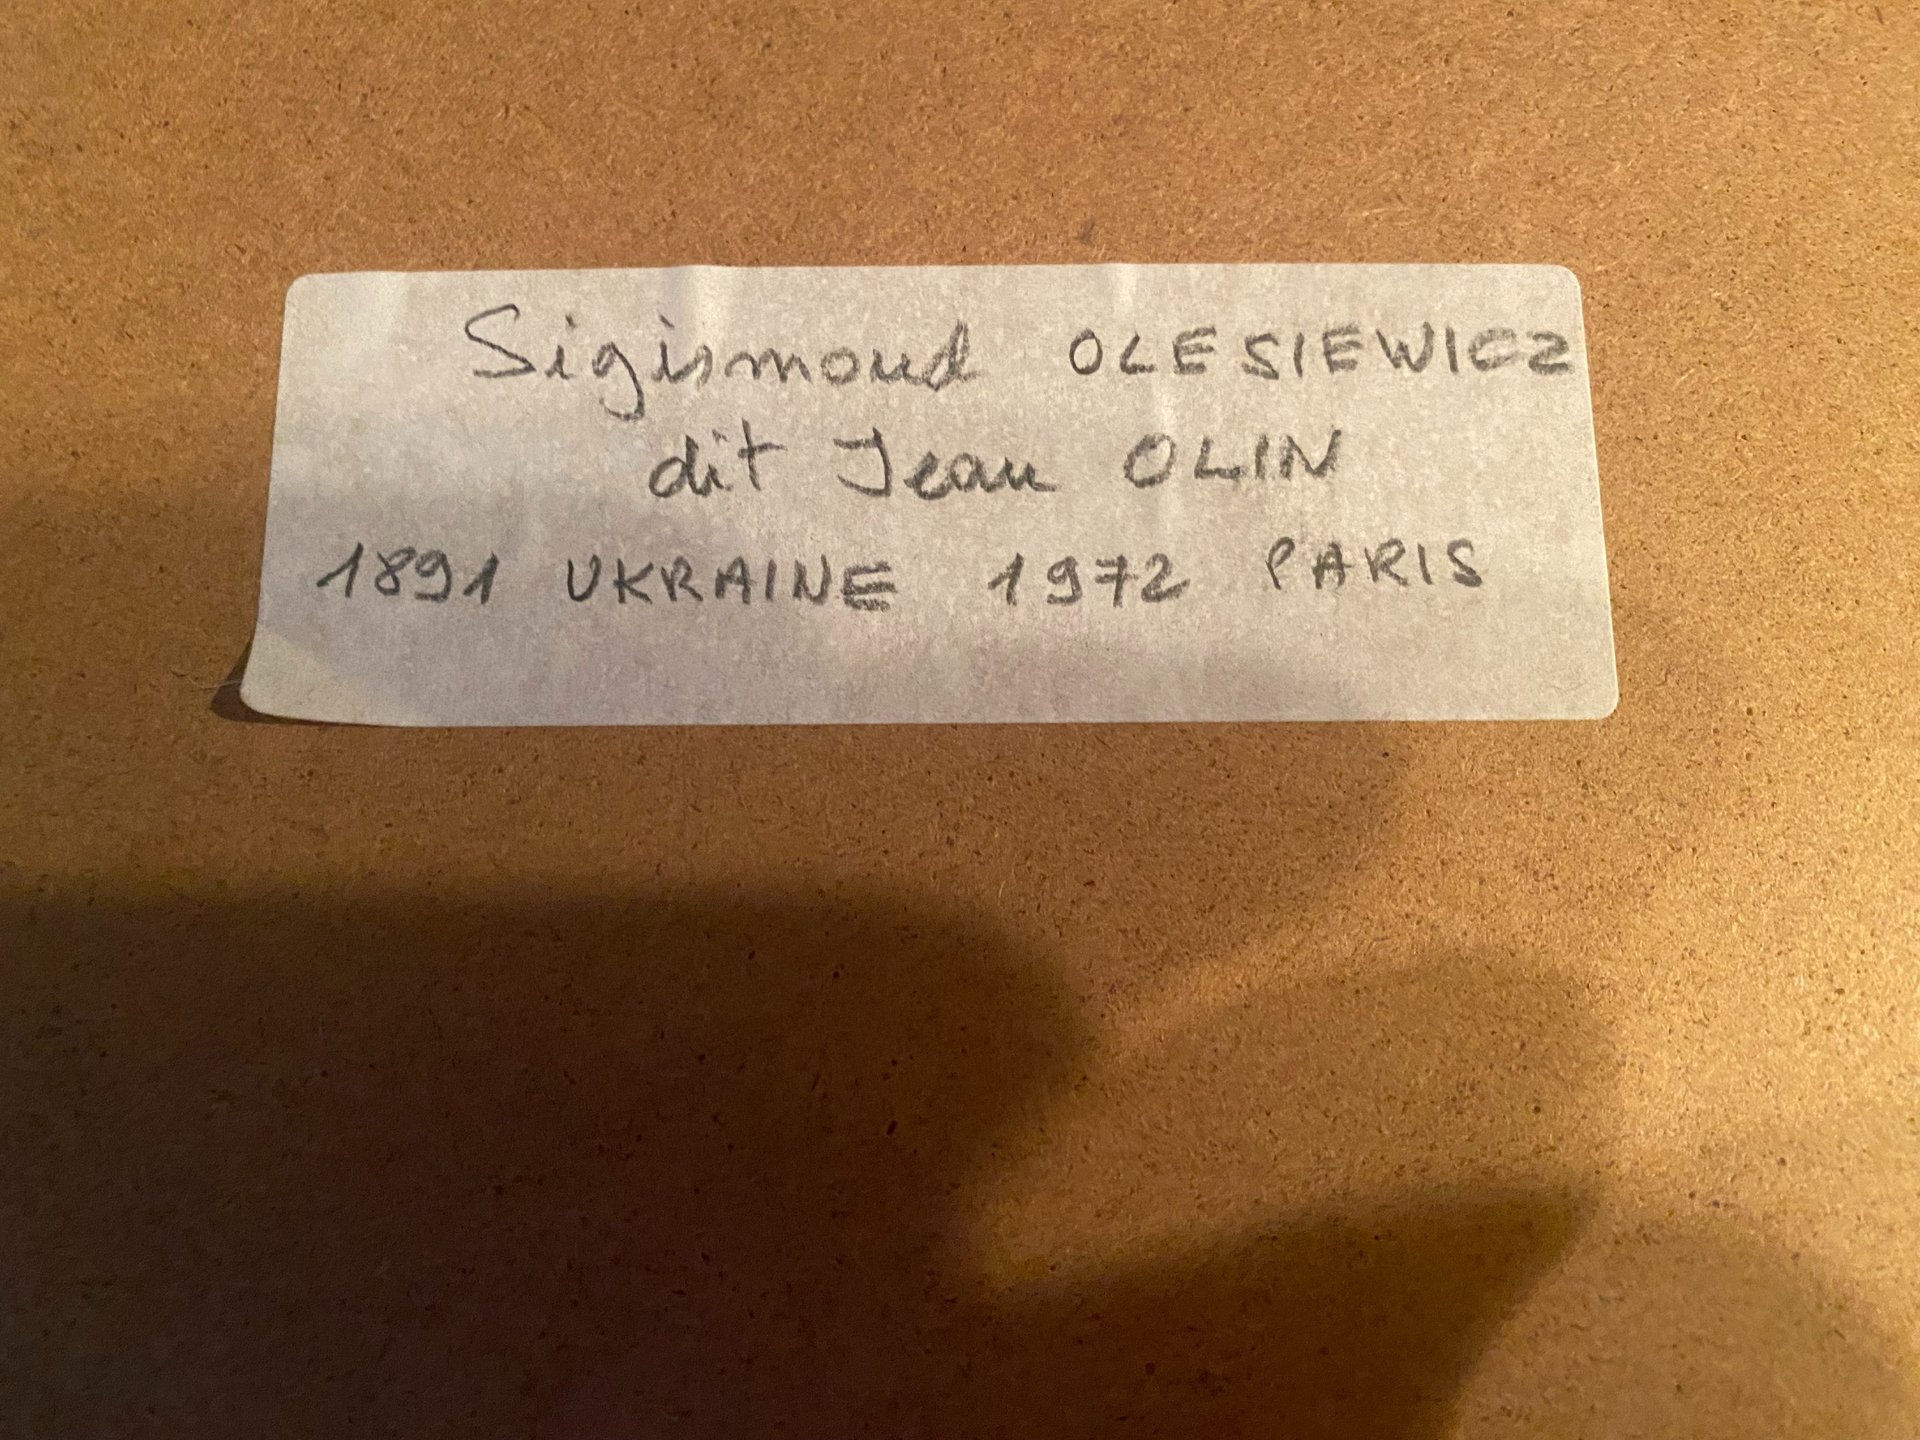 Sigismond OLESIEWICZ
dit Jean OLIN
1891 UKRAINE 1972 PARIS